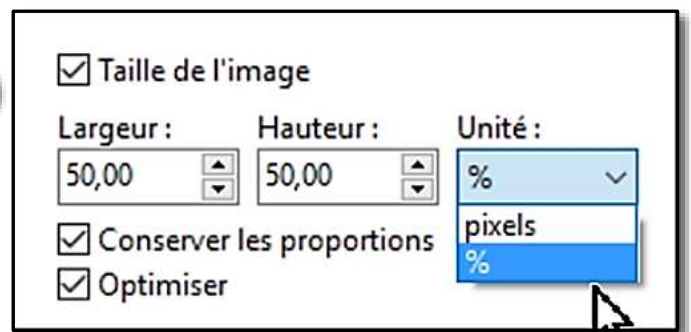 Taille de l'image
Largeur : Hauteur : Unité :
50,00 50,00 %
pixels
Conserver les proportions
%
Optimiser